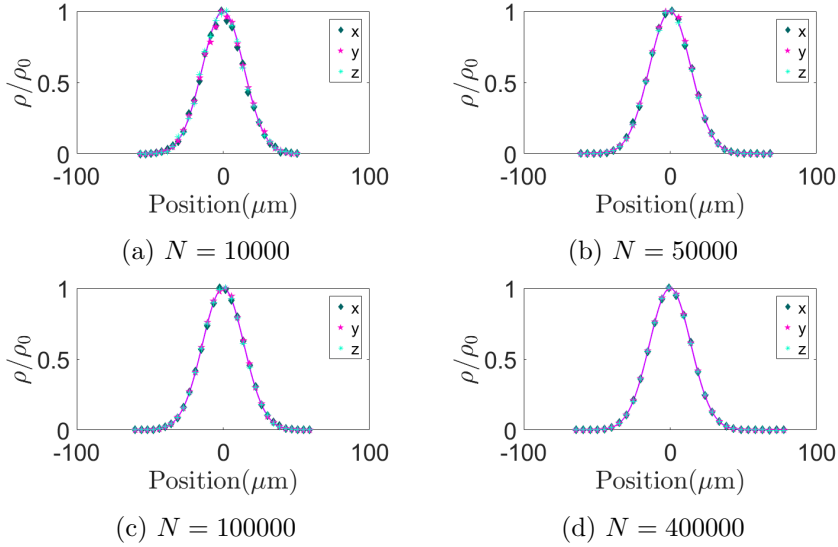 1
0.5
0
ρ/ρ₀
-100
0
100
Position(μm)
x
y
z
(a) N = 10000
1
0.5
0
ρ/ρ₀
-100
0
100
Position(μm)
x
y
z
(b) N = 50000
1
0.5
0
ρ/ρ₀
-100
0
100
Position(μm)
x
y
z
(c) N = 100000
1
0.5
0
ρ/ρ₀
-100
0
100
Position(μm)
x
y
z
(d) N = 400000